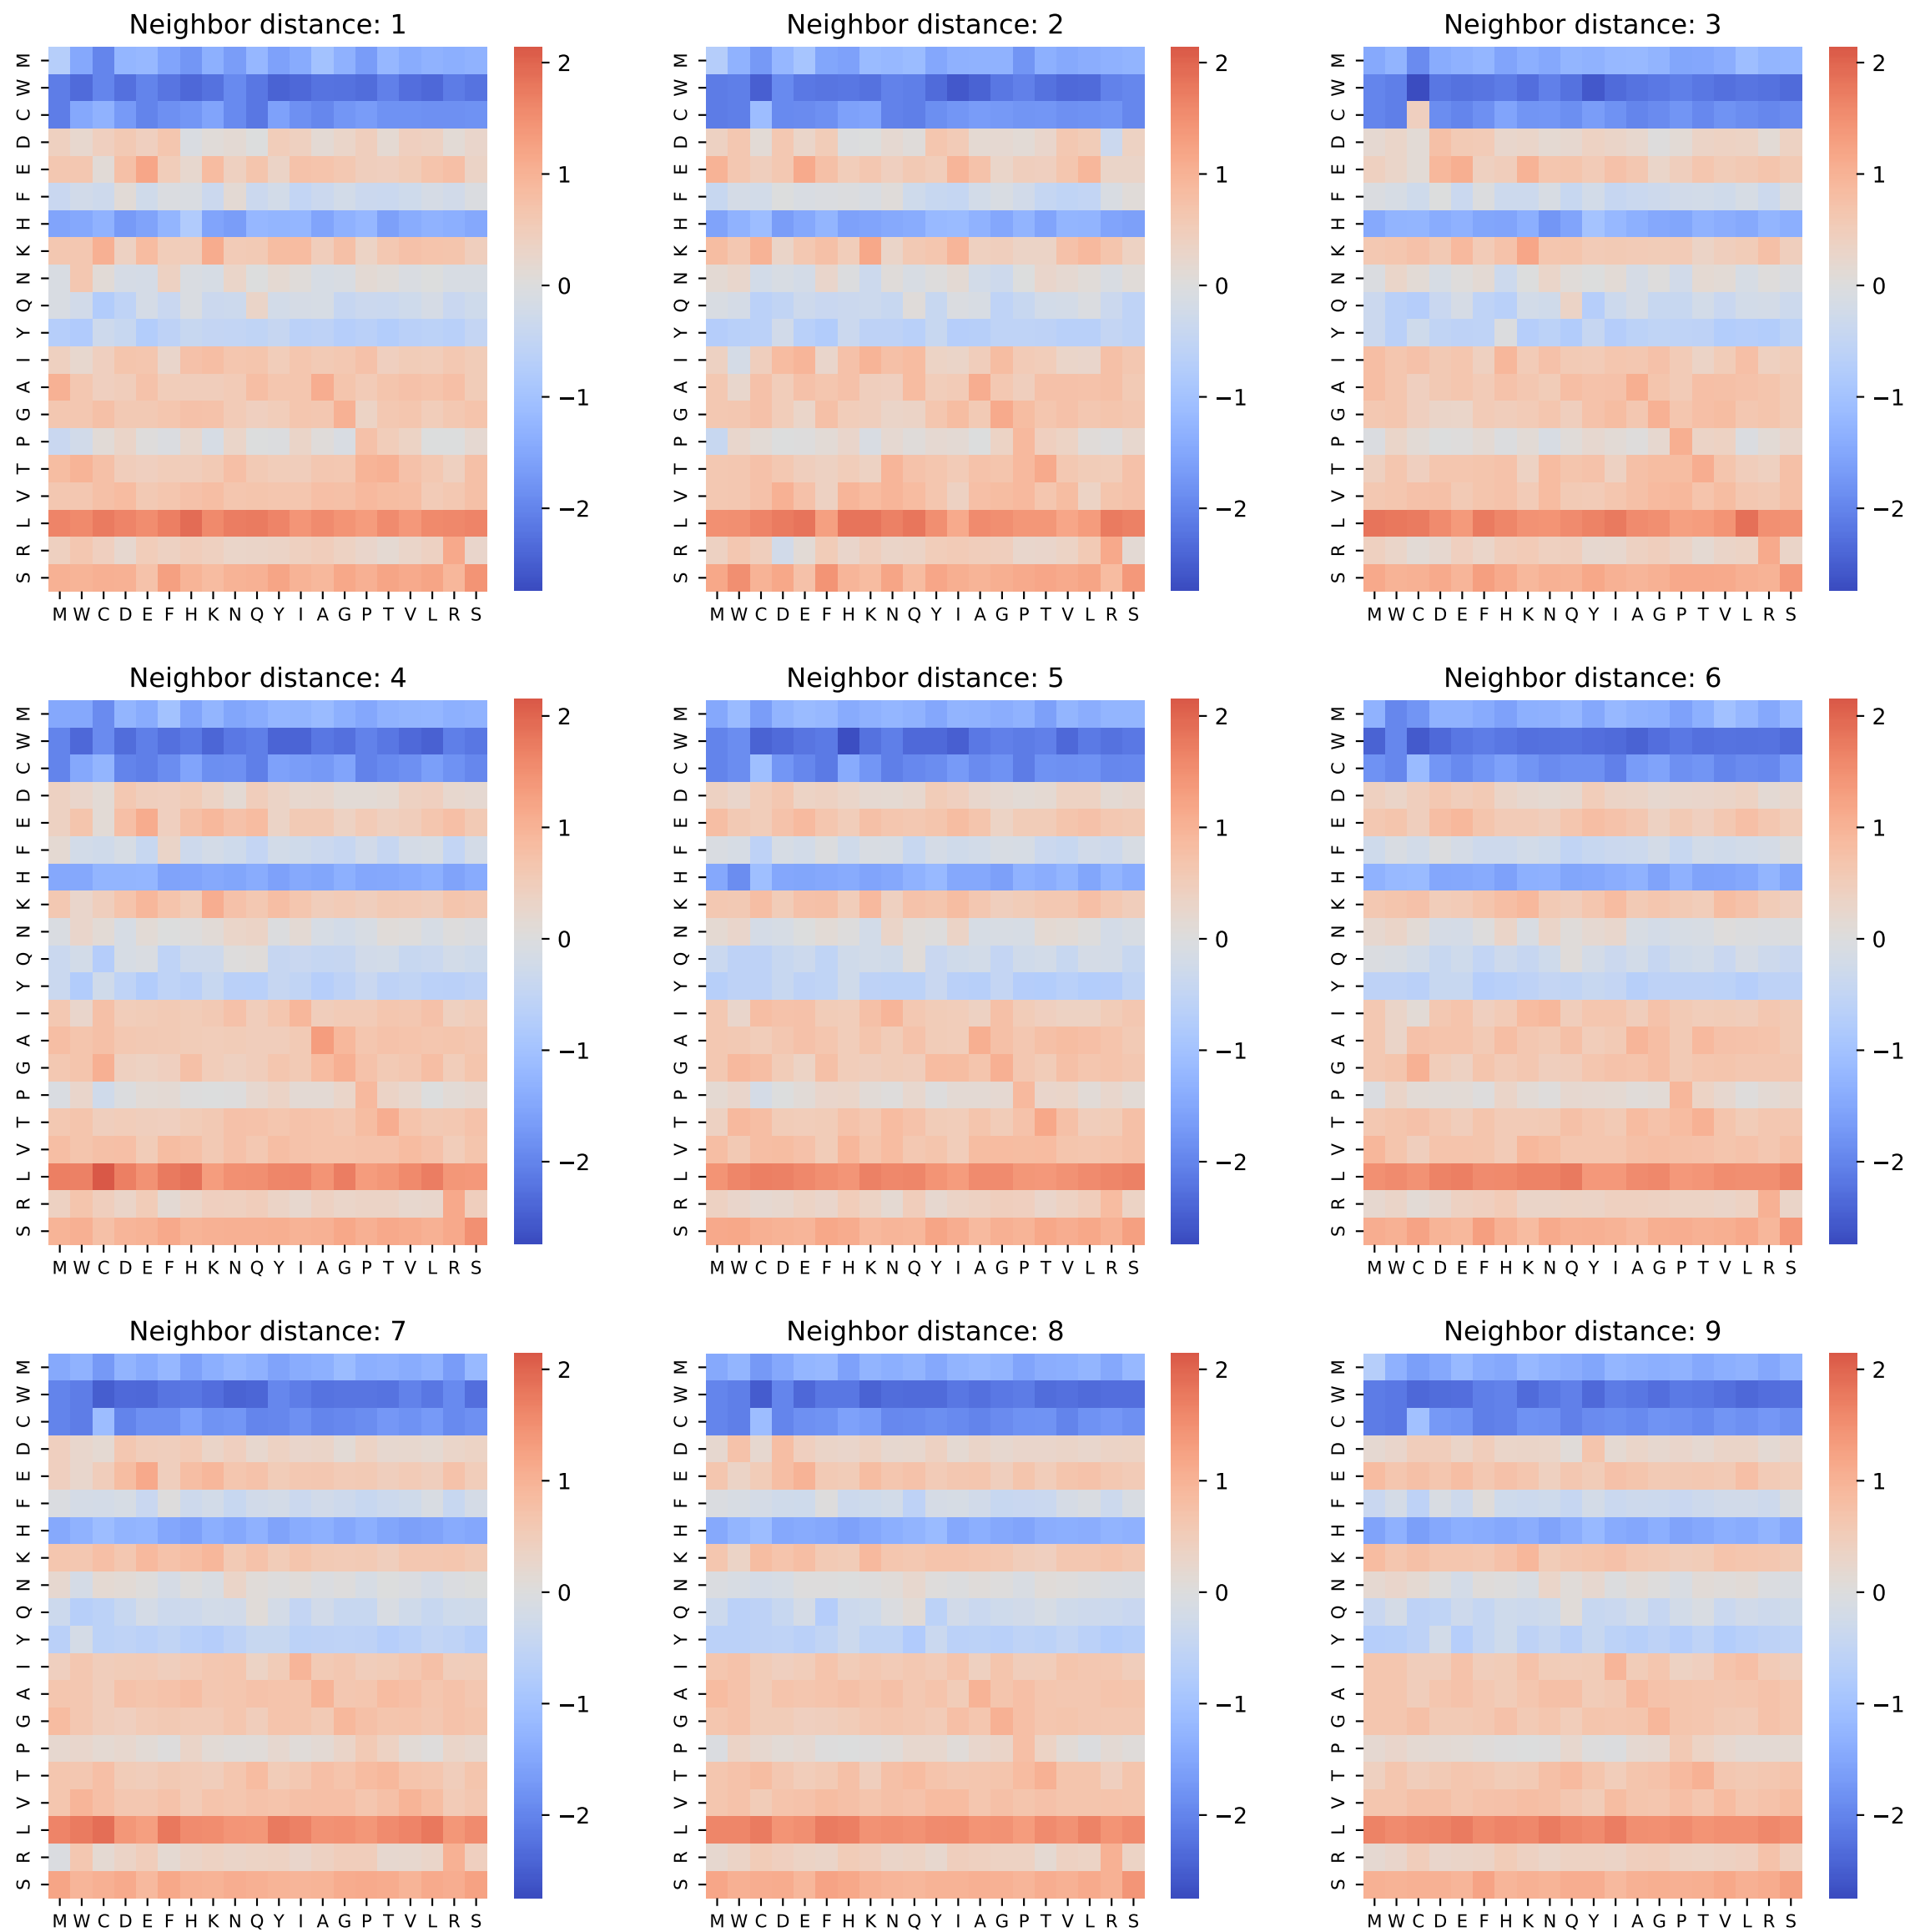 Neighbor distance: 1
M
W
C
D
E
F
H
K
N
Q
Y
I
A
G
P
T
V
L
R
S
M W C D E F H K N Q Y I A G P T V L R S
2
1
0
−1
−2
Neighbor distance: 2
M
W
C
D
E
F
H
K
N
Q
Y
I
A
G
P
T
V
L
R
S
M W C D E F H K N Q Y I A G P T V L R S
2
1
0
−1
−2
Neighbor distance: 3
M
W
C
D
E
F
H
K
N
Q
Y
I
A
G
P
T
V
L
R
S
M W C D E F H K N Q Y I A G P T V L R S
2
1
0
−1
−2
Neighbor distance: 4
M
W
C
D
E
F
H
K
N
Q
Y
I
A
G
P
T
V
L
R
S
M W C D E F H K N Q Y I A G P T V L R S
2
1
0
−1
−2
Neighbor distance: 5
M
W
C
D
E
F
H
K
N
Q
Y
I
A
G
P
T
V
L
R
S
M W C D E F H K N Q Y I A G P T V L R S
2
1
0
−1
−2
Neighbor distance: 6
M
W
C
D
E
F
H
K
N
Q
Y
I
A
G
P
T
V
L
R
S
M W C D E F H K N Q Y I A G P T V L R S
2
1
0
−1
−2
Neighbor distance: 7
M
W
C
D
E
F
H
K
N
Q
Y
I
A
G
P
T
V
L
R
S
M W C D E F H K N Q Y I A G P T V L R S
2
1
0
−1
−2
Neighbor distance: 8
M
W
C
D
E
F
H
K
N
Q
Y
I
A
G
P
T
V
L
R
S
M W C D E F H K N Q Y I A G P T V L R S
2
1
0
−1
−2
Neighbor distance: 9
M
W
C
D
E
F
H
K
N
Q
Y
I
A
G
P
T
V
L
R
S
M W C D E F H K N Q Y I A G P T V L R S
2
1
0
−1
−2